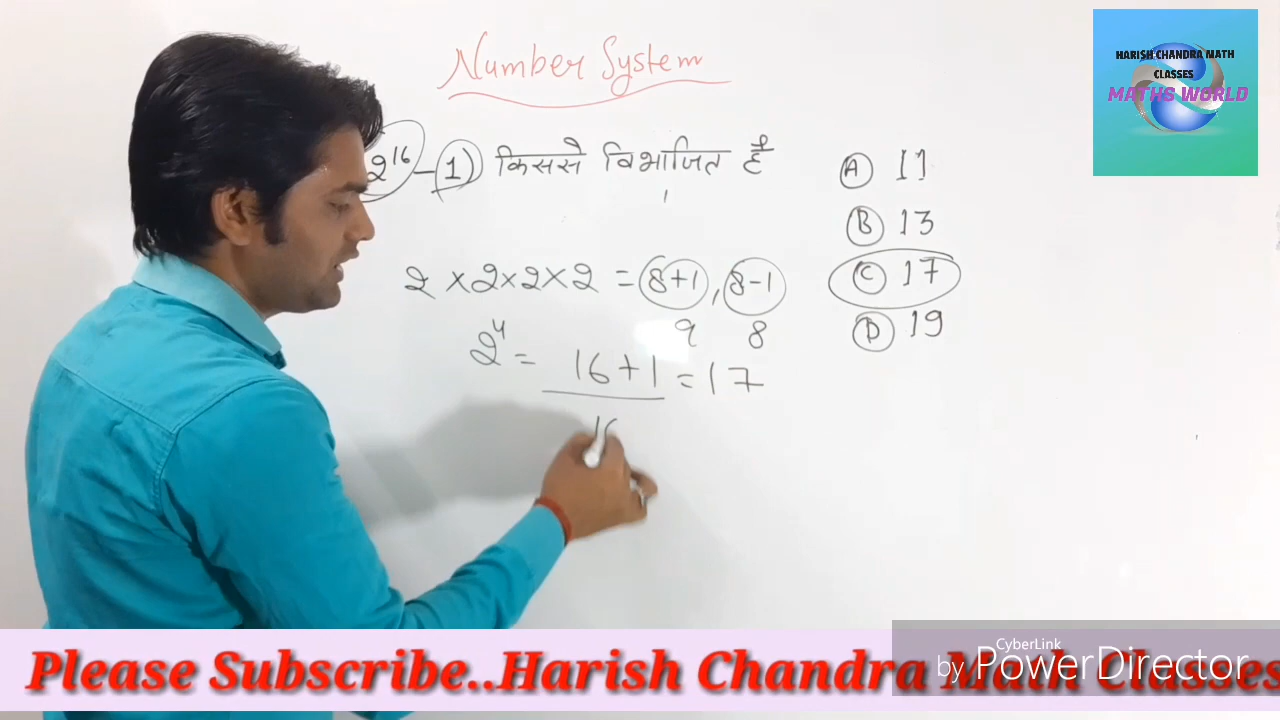 Number System
2¹⁶ – 1) किससे विभाजित है
2 × 2 × 2 × 2 = 8+1, 8-1
9 8
2⁴ = 16 + 1 = 17
16
A 11
B 13
C 17
D 19
HARISH CHANDRA MATH
CLASSES
MATHS WORLD
Please Subscribe..Harish Chandra Math Classes
CyberLink
by PowerDirector